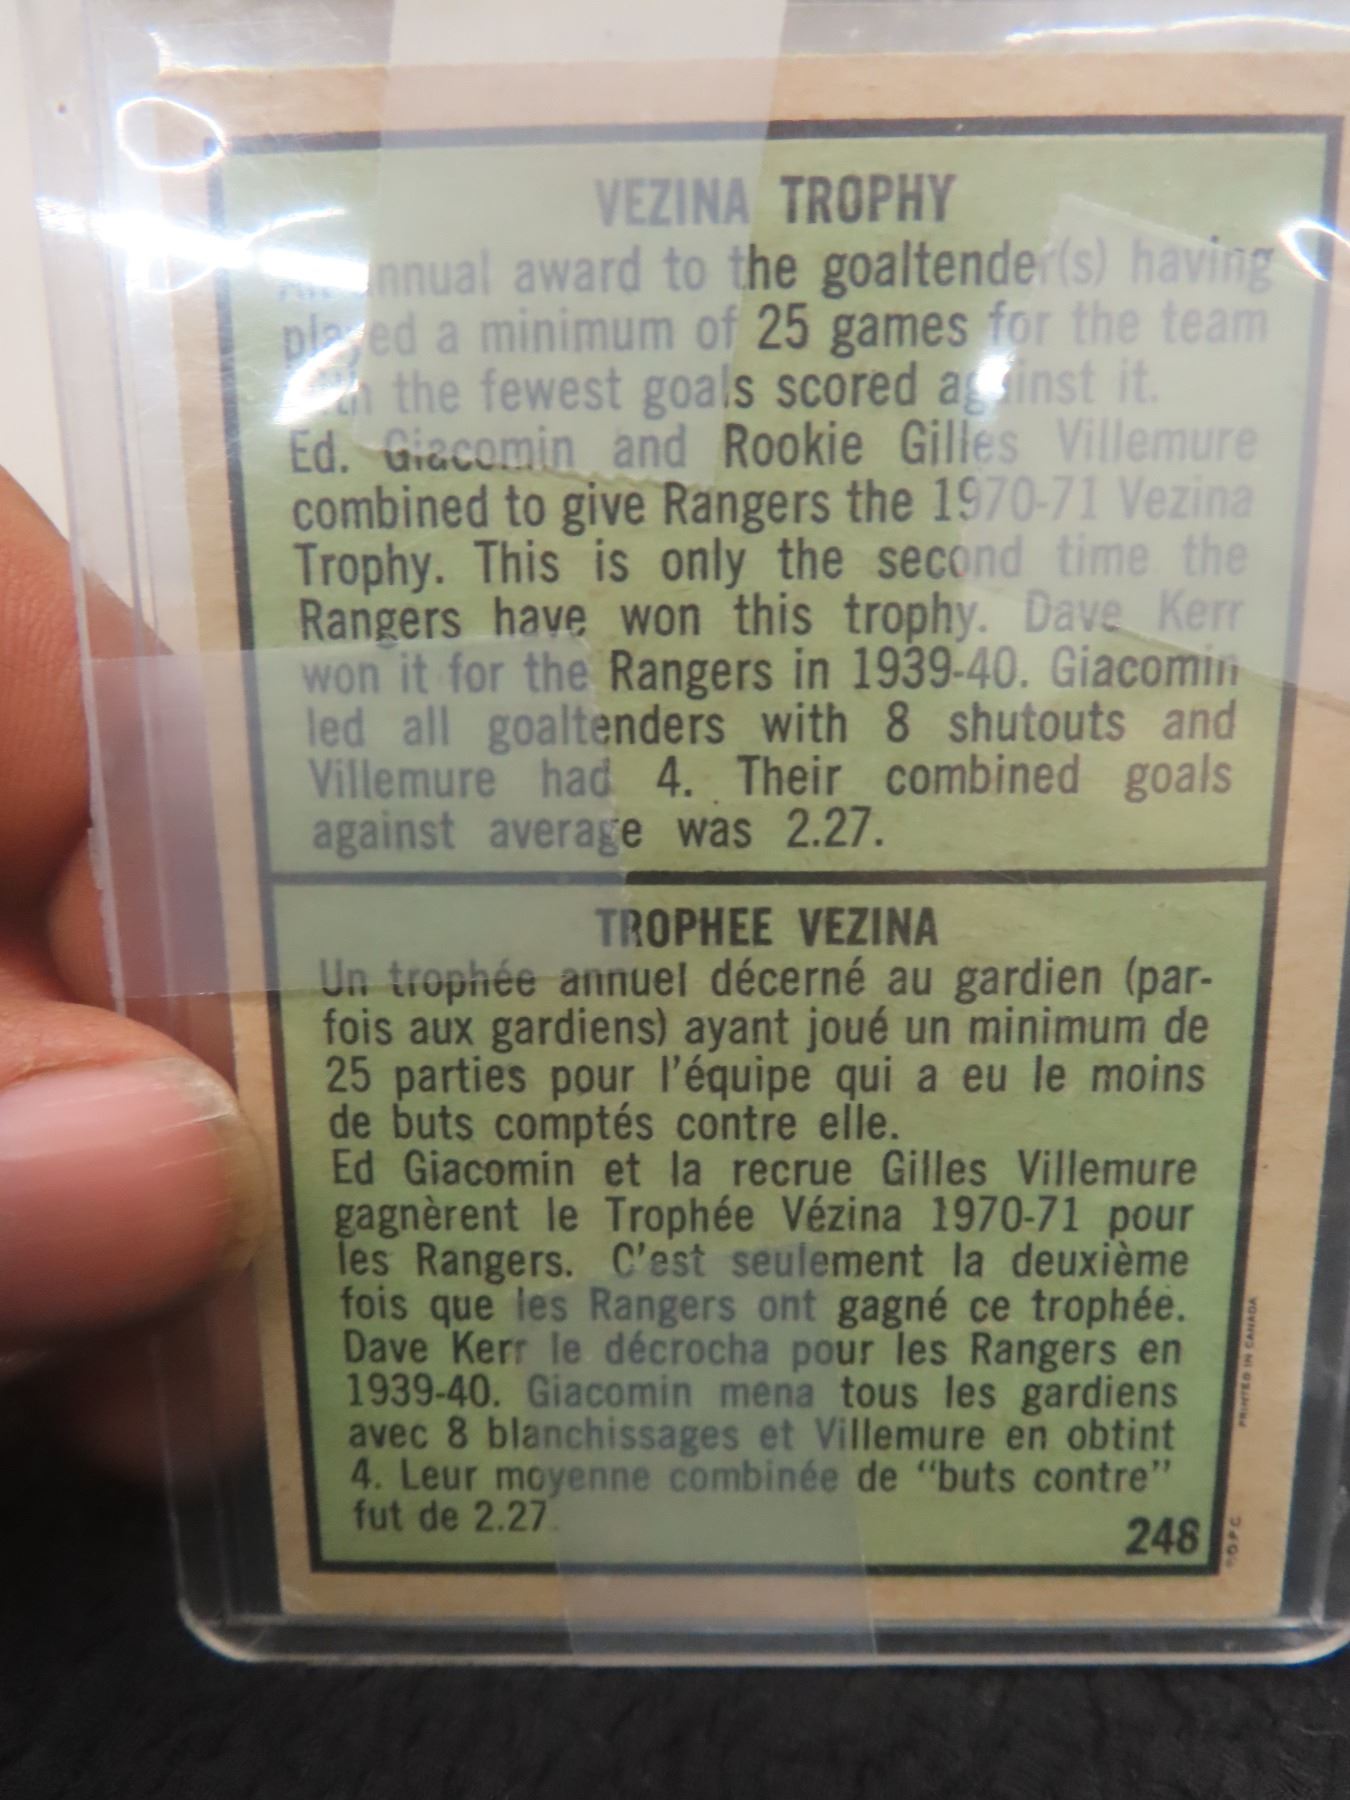 VEZINA TROPHY
annual award to the goaltender(s) having
played a minimum of 25 games for the team
with the fewest goals scored against it.
Ed. Giacomin and Rookie Gilles Villemure
combined to give Rangers the 1970-71 Vezina
Trophy. This is only the second time the
Rangers have won this trophy. Dave Kerr
won it for the Rangers in 1939-40. Giacomin
led all goaltenders with 8 shutouts and
Villemure had 4. Their combined goals
against average was 2.27.
TROPHEE VEZINA
Un trophée annuel décerné au gardien (par-
fois aux gardiens) ayant joué un minimum de
25 parties pour l'équipe qui a eu le moins
de buts comptés contre elle.
Ed Giacomin et la recrue Gilles Villemure
gagnèrent le Trophée Vézina 1970-71 pour
les Rangers. C'est seulement la deuxième
fois que les Rangers ont gagné ce trophée.
Dave Kerr le décrocha pour les Rangers en
1939-40. Giacomin mena tous les gardiens
avec 8 blanchissages et Villemure en obtint
4. Leur moyenne combinée de "buts contre"
fut de 2.27.
248
©O.P.C.
PRINTED IN CANADA